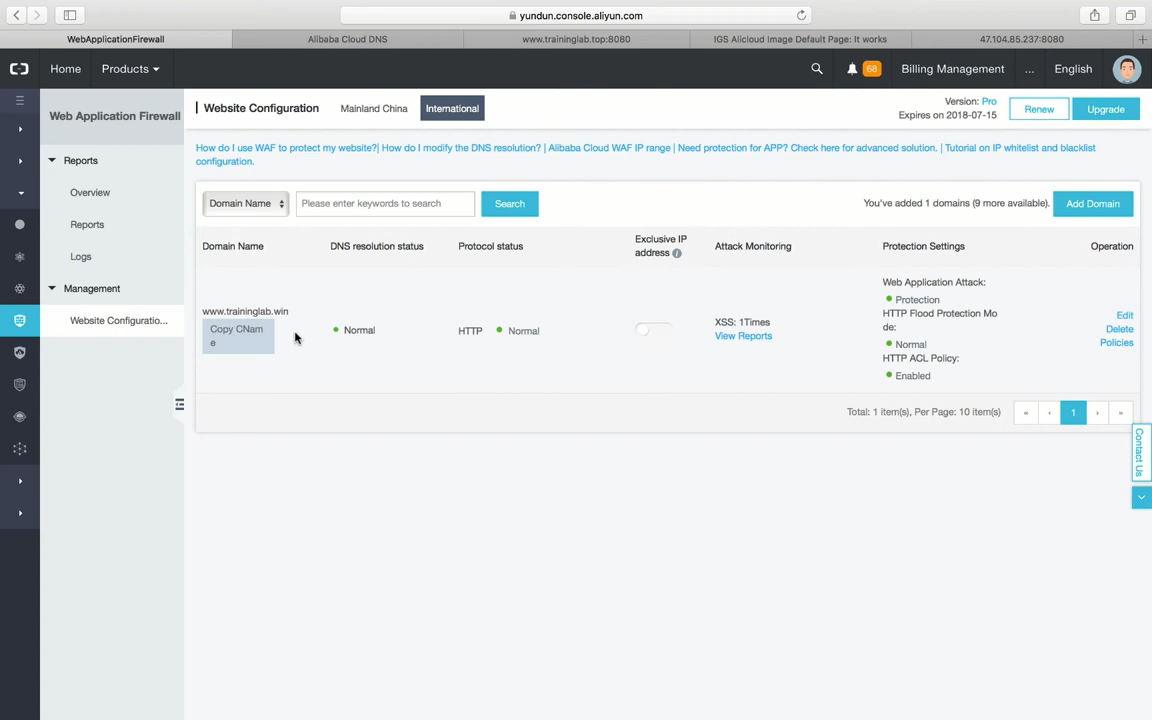 yundun.console.aliyun.com
WebApplicationFirewall
Alibaba Cloud DNS
www.traininglab.top:8080
IGS Alicloud Image Default Page: It works
47.104.85.237:8080
Home
Products
68
Billing Management
...
English
Web Application Firewall
Reports
Overview
Reports
Logs
Management
Website Configuratio...
Website Configuration
Mainland China
International
Version: Pro
Expires on 2018-07-15
Renew
Upgrade
How do I use WAF to protect my website?| How do I modify the DNS resolution? | Alibaba Cloud WAF IP range | Need protection for APP? Check here for advanced solution. | Tutorial on IP whitelist and blacklist
configuration.
Domain Name
Please enter keywords to search
Search
You've added 1 domains (9 more available).
Add Domain
Domain Name
DNS resolution status
Protocol status
Exclusive IP
address
Attack Monitoring
Protection Settings
Operation
www.traininglab.win
Copy CNam
e
Normal
HTTP
Normal
XSS: 1Times
View Reports
Web Application Attack:
Protection
HTTP Flood Protection Mo
de:
Normal
HTTP ACL Policy:
Enabled
Edit
Delete
Policies
Total: 1 item(s), Per Page: 10 item(s)
«
‹
1
›
»
Contact Us